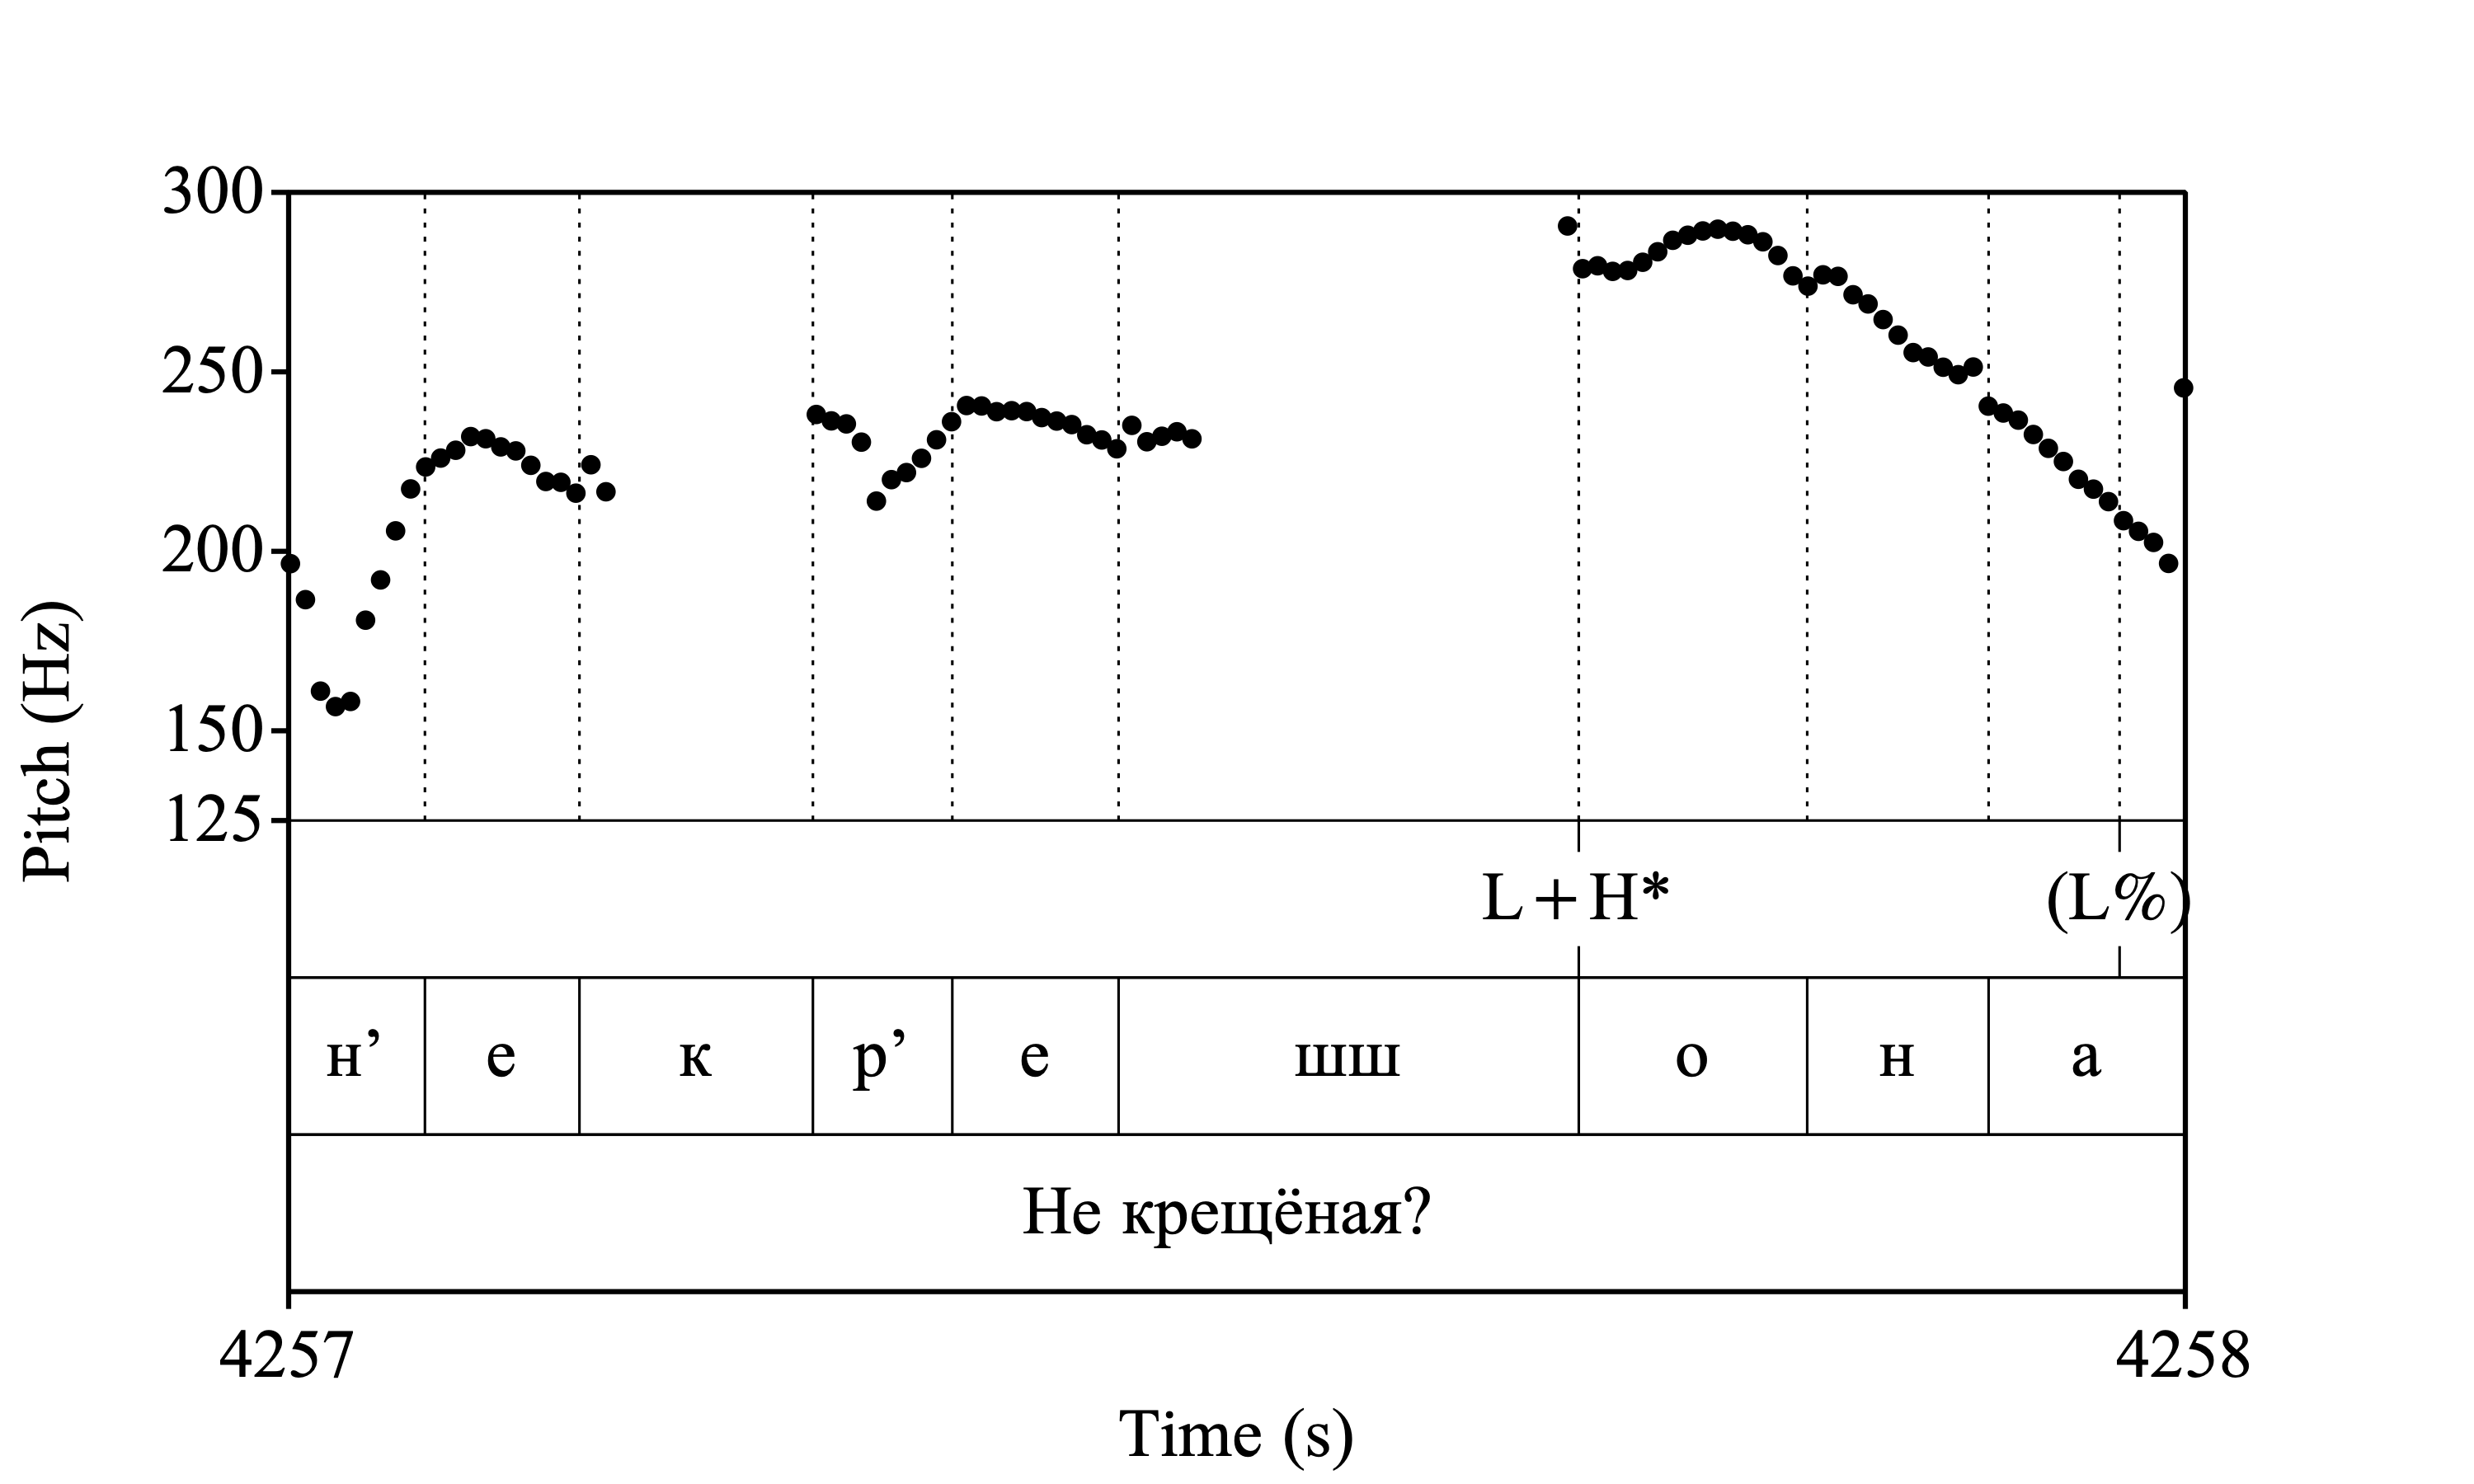 300
250
200
150
125
Pitch (Hz)
L+H* (L%)
н’ е к р’ е шш о н а
Не крещёная?
4257 4258
Time (s)